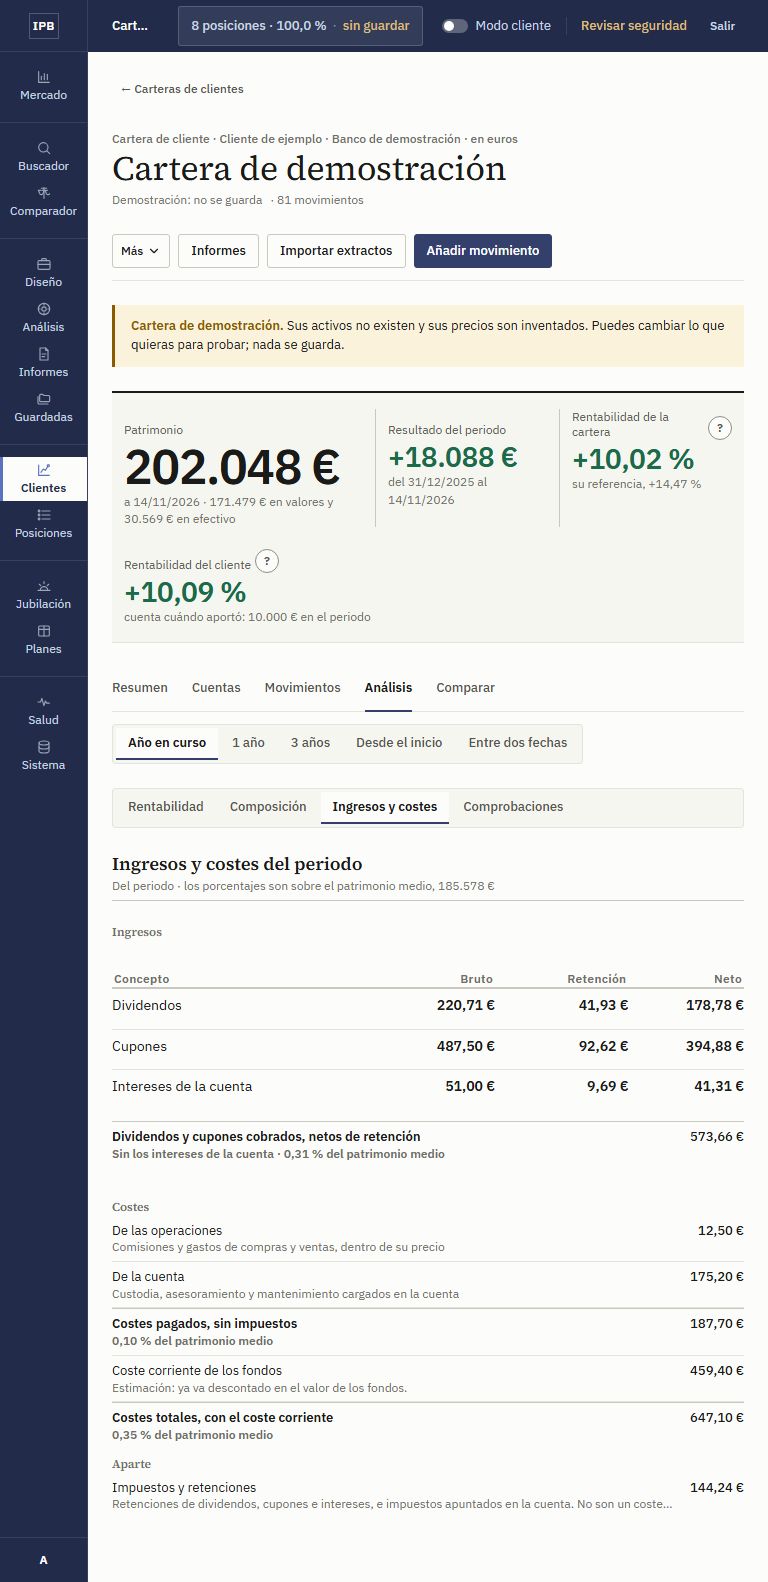 IPB
Cart...
8 posiciones · 100,0 % · sin guardar
Modo cliente
Revisar seguridad
Salir
Mercado
Buscador
Comparador
Diseño
Análisis
Informes
Guardadas
Clientes
Posiciones
Jubilación
Planes
Salud
Sistema
A
← Carteras de clientes
Cartera de cliente · Cliente de ejemplo · Banco de demostración · en euros
Cartera de demostración
Demostración: no se guarda · 81 movimientos
Más
Informes
Importar extractos
Añadir movimiento
Cartera de demostración. Sus activos no existen y sus precios son inventados. Puedes cambiar lo que
quieras para probar; nada se guarda.
Patrimonio
202.048 €
a 14/11/2026 · 171.479 € en valores y
30.569 € en efectivo
Resultado del periodo
+18.088 €
del 31/12/2025 al
14/11/2026
Rentabilidad de la
cartera
?
+10,02 %
su referencia, +14,47 %
Rentabilidad del cliente
?
+10,09 %
cuenta cuándo aportó: 10.000 € en el periodo
Resumen Cuentas Movimientos Análisis Comparar
Año en curso 1 año 3 años Desde el inicio Entre dos fechas
Rentabilidad Composición Ingresos y costes Comprobaciones
Ingresos y costes del periodo
Del periodo · los porcentajes son sobre el patrimonio medio, 185.578 €
Ingresos
Concepto Bruto Retención Neto
Dividendos 220,71 € 41,93 € 178,78 €
Cupones 487,50 € 92,62 € 394,88 €
Intereses de la cuenta 51,00 € 9,69 € 41,31 €
Dividendos y cupones cobrados, netos de retención 573,66 €
Sin los intereses de la cuenta · 0,31 % del patrimonio medio
Costes
De las operaciones 12,50 €
Comisiones y gastos de compras y ventas, dentro de su precio
De la cuenta 175,20 €
Custodia, asesoramiento y mantenimiento cargados en la cuenta
Costes pagados, sin impuestos 187,70 €
0,10 % del patrimonio medio
Coste corriente de los fondos 459,40 €
Estimación: ya va descontado en el valor de los fondos.
Costes totales, con el coste corriente 647,10 €
0,35 % del patrimonio medio
Aparte
Impuestos y retenciones 144,24 €
Retenciones de dividendos, cupones e intereses, e impuestos apuntados en la cuenta. No son un coste...